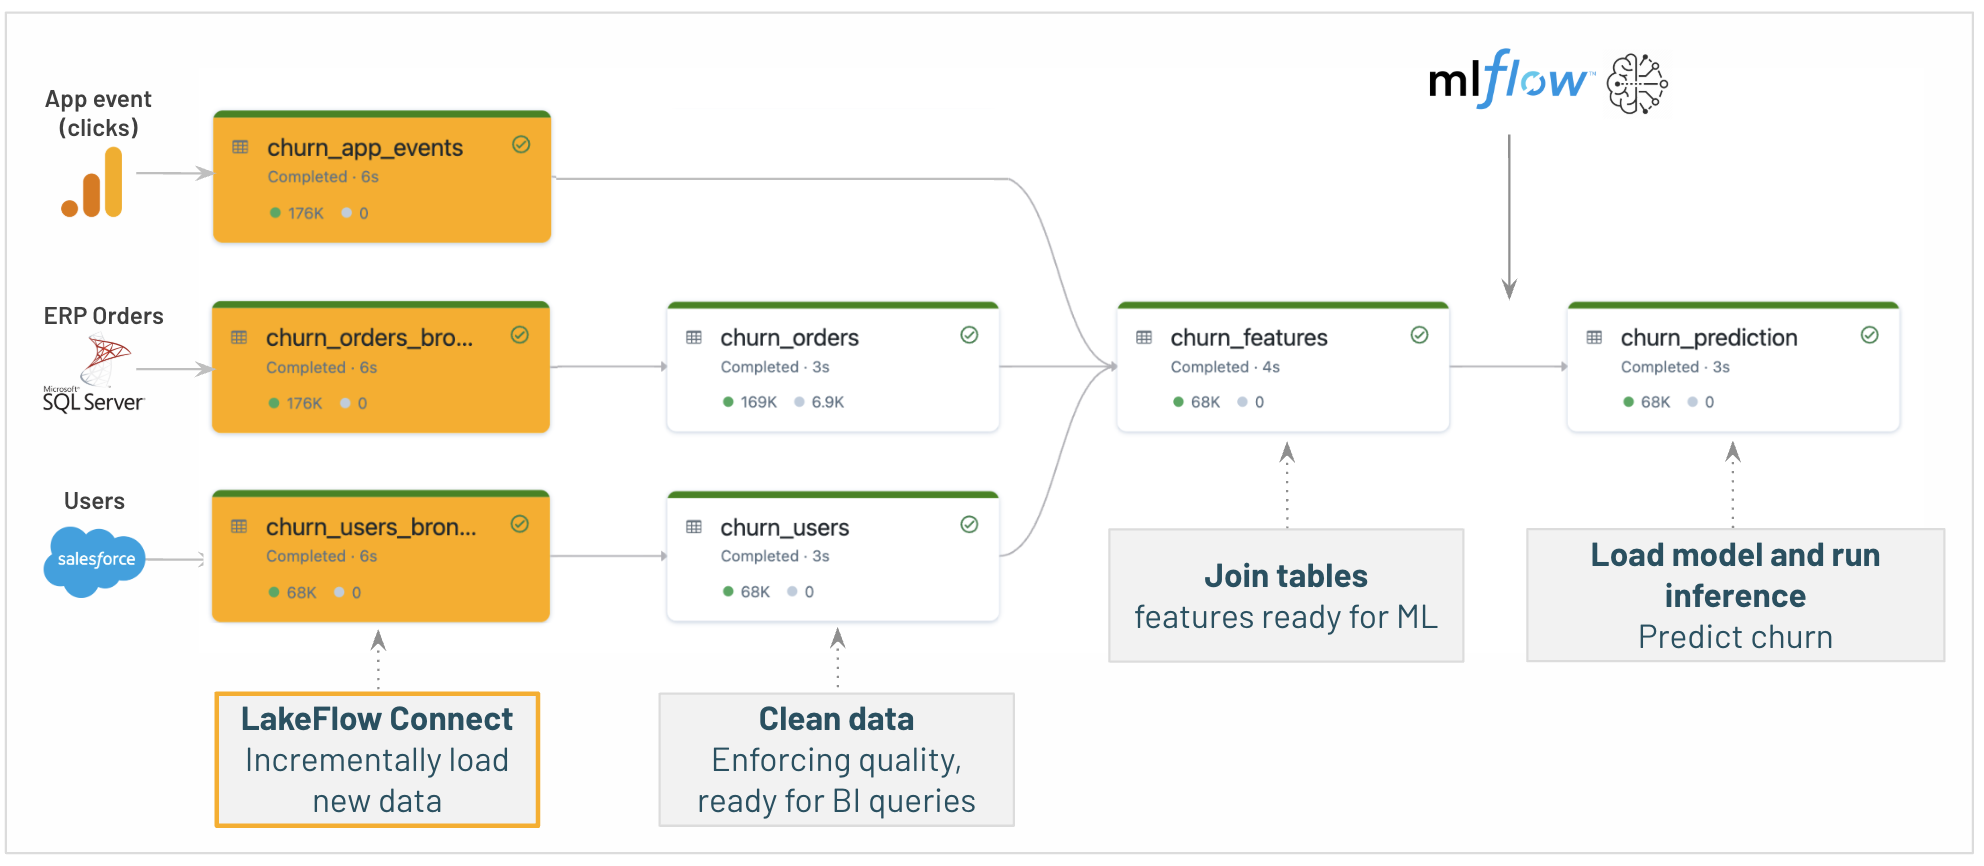 App event
(clicks)
churn_app_events
Completed · 6s
176K 0
ERP Orders
Microsoft
SQL Server
churn_orders_bro...
Completed · 6s
176K 0
churn_orders
Completed · 3s
169K 6.9K
Users
salesforce
churn_users_bron...
Completed · 6s
68K 0
churn_users
Completed · 3s
68K 0
mlflow™
churn_features
Completed · 4s
68K 0
churn_prediction
Completed · 3s
68K 0
LakeFlow Connect
Incrementally load
new data
Clean data
Enforcing quality,
ready for BI queries
Join tables
features ready for ML
Load model and run
inference
Predict churn